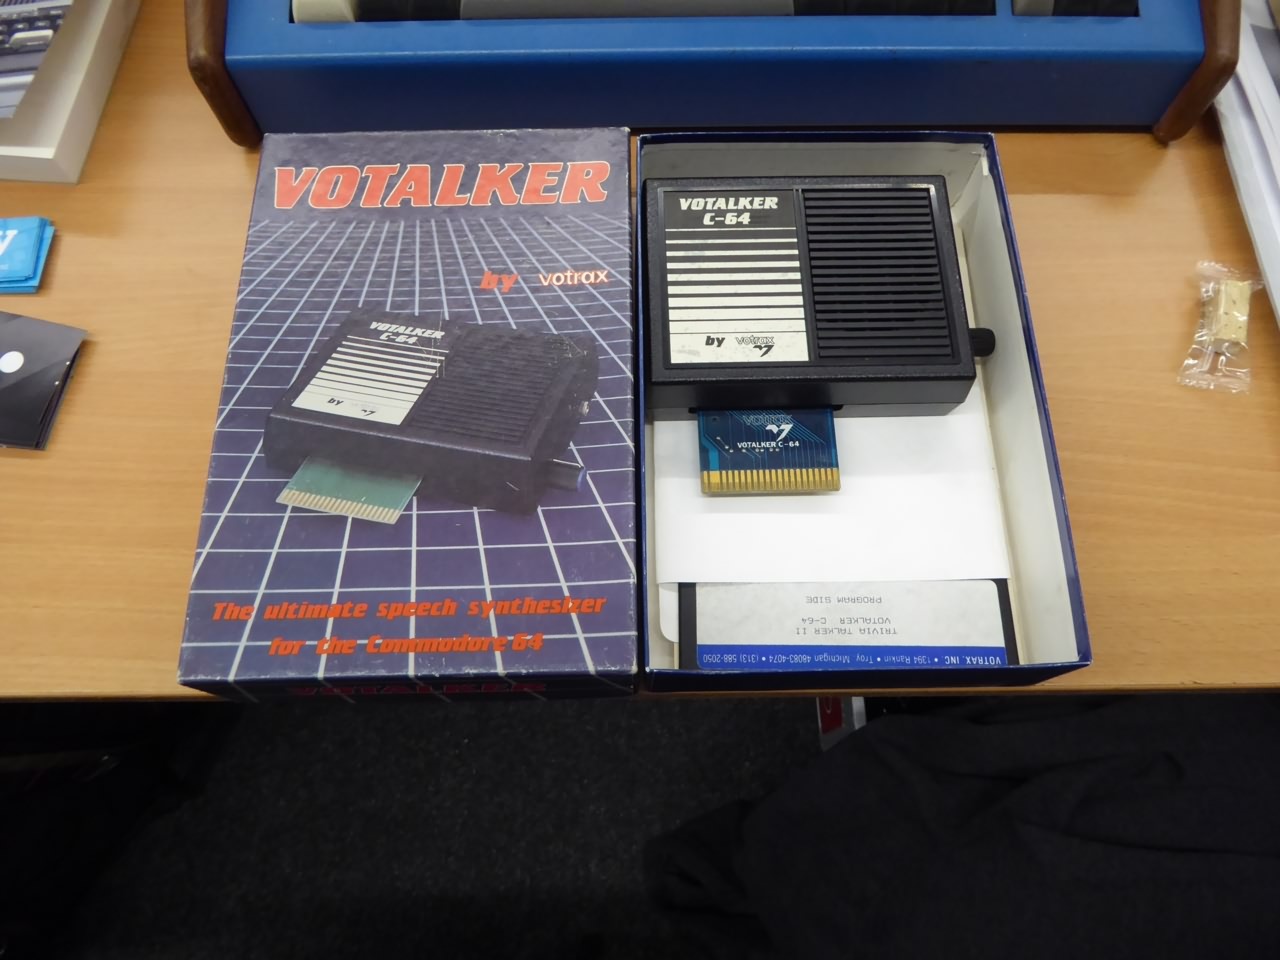 VOTALKER
by votrax
VOTALKER
C-64
by
The ultimate speech synthesizer
for the Commodore 64
VOTALKER
VOTALKER
C-64
by votrax
votrax
VOTALKER C-64
VOTRAX, INC • 1394 Rankin • Troy, Michigan 48083-4074 • (313) 588-2050
TRIVIA TALKER II
VOTALKER C-64
PROGRAM SIDE
y